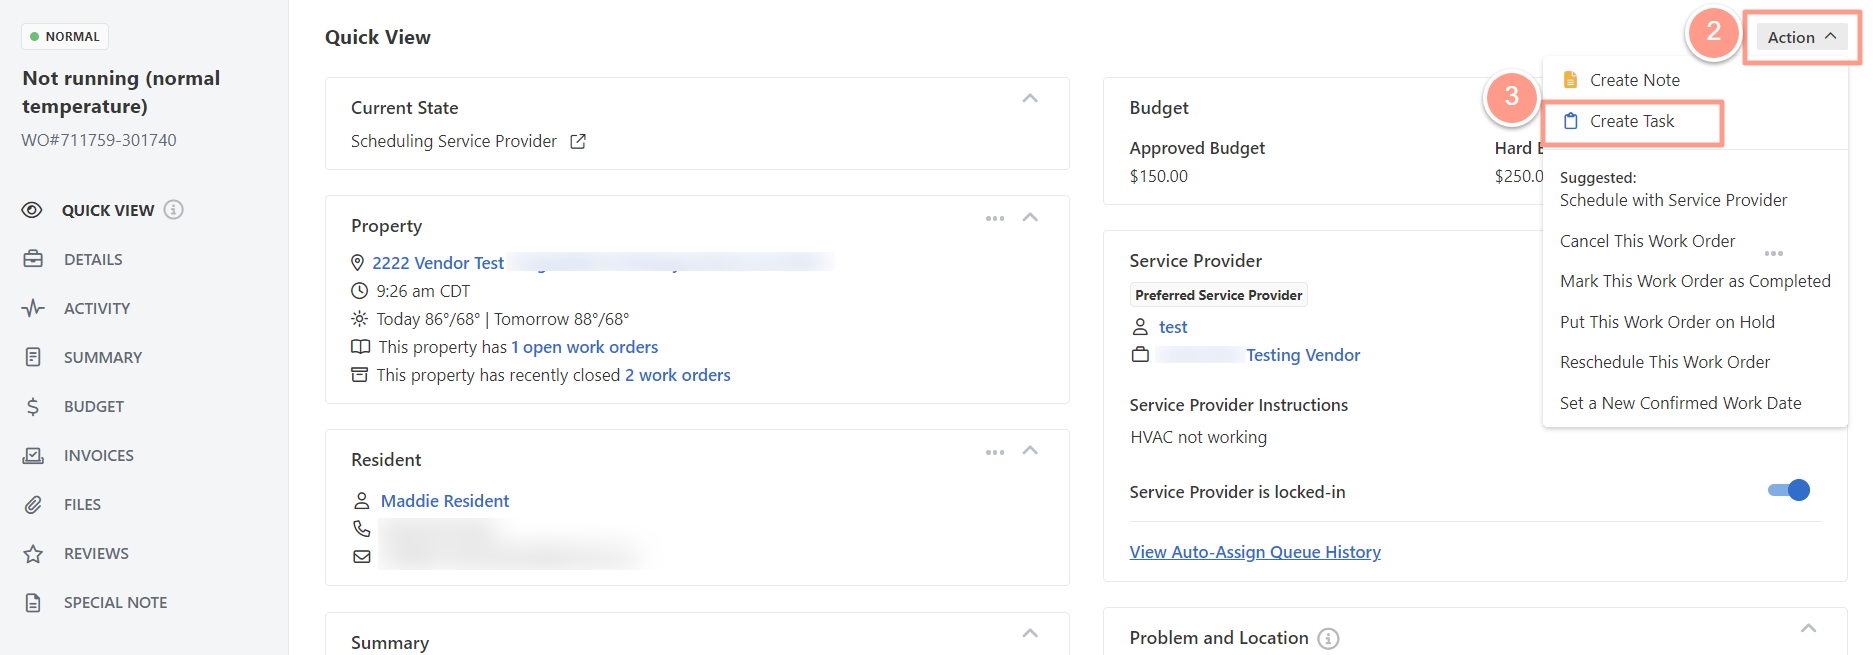 NORMAL
Not running (normal
temperature)
WO#711759-301740
QUICK VIEW
DETAILS
ACTIVITY
SUMMARY
BUDGET
INVOICES
FILES
REVIEWS
SPECIAL NOTE
Quick View
Current State
Scheduling Service Provider
Property
2222 Vendor Test
9:26 am CDT
Today 86°/68° | Tomorrow 88°/68°
This property has 1 open work orders
This property has recently closed 2 work orders
Resident
Maddie Resident
Summary
2
Action
3
Create Note
Create Task
Suggested:
Schedule with Service Provider
Cancel This Work Order
Mark This Work Order as Completed
Put This Work Order on Hold
Reschedule This Work Order
Set a New Confirmed Work Date
Budget
Approved Budget
Hard
$150.00
$250.0
Service Provider
Preferred Service Provider
test
Testing Vendor
Service Provider Instructions
HVAC not working
Service Provider is locked-in
View Auto-Assign Queue History
Problem and Location